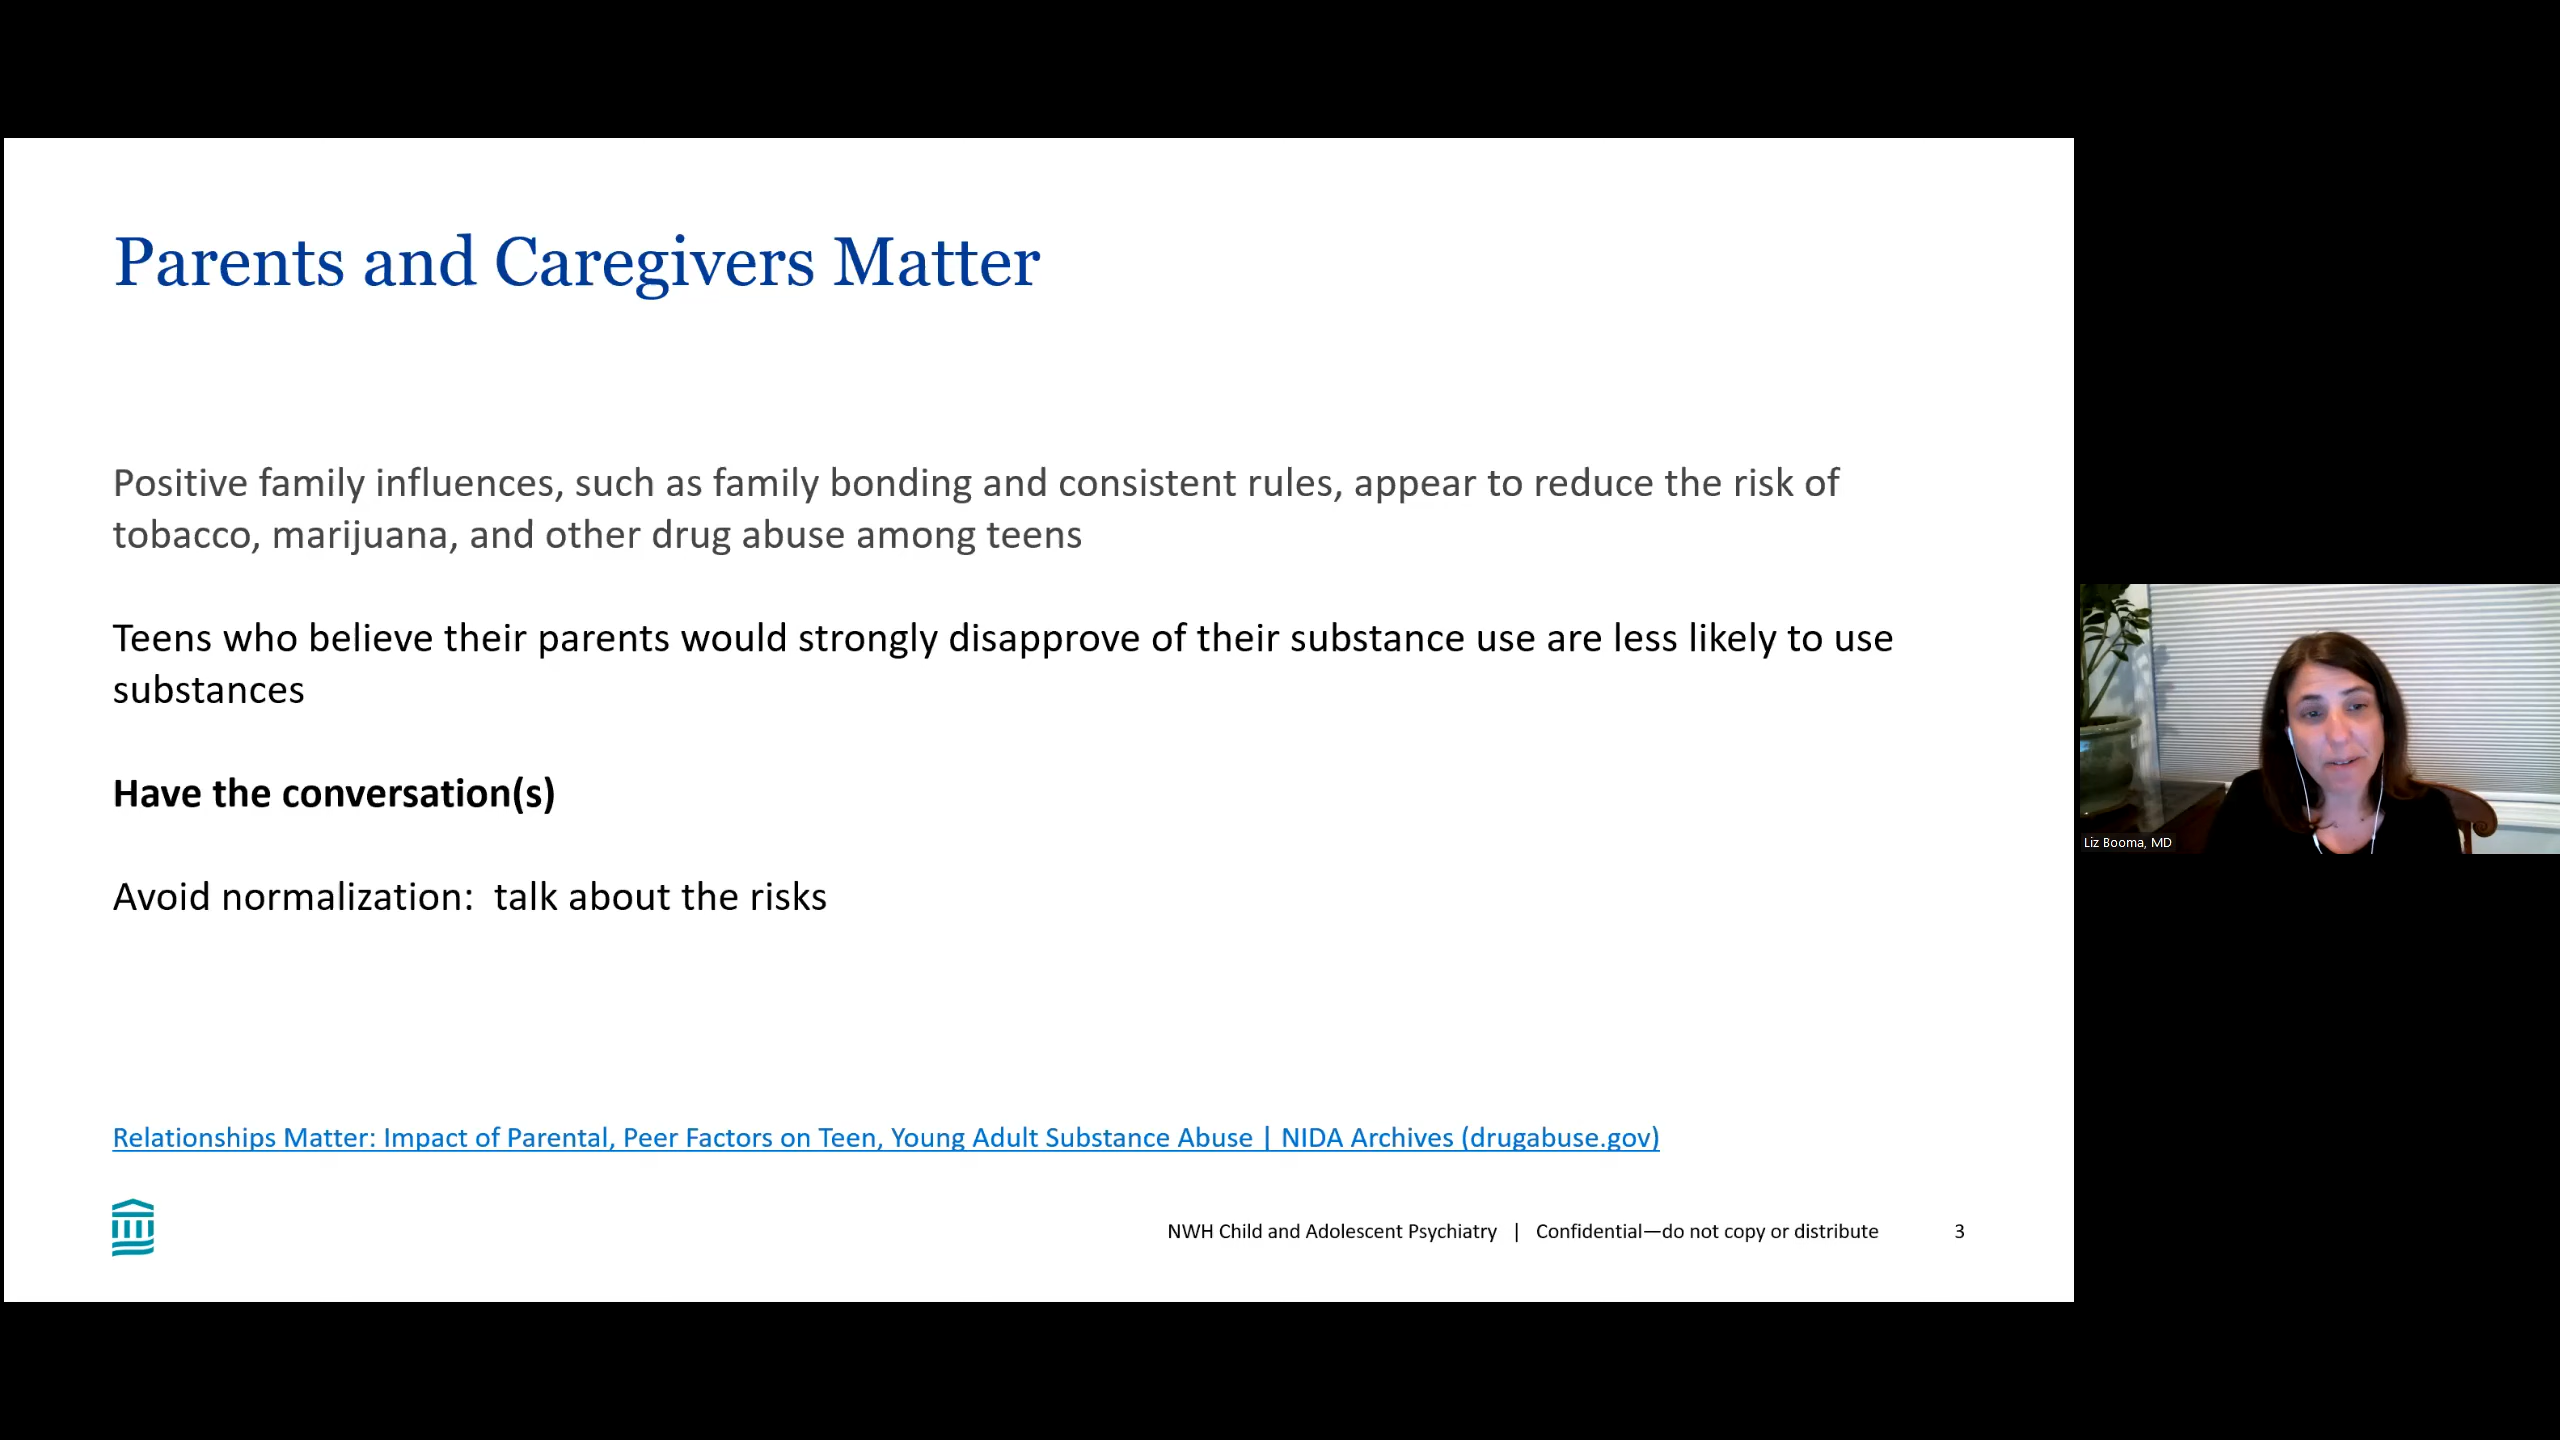 Parents and Caregivers Matter
Positive family influences, such as family bonding and consistent rules, appear to reduce the risk of
tobacco, marijuana, and other drug abuse among teens
Teens who believe their parents would strongly disapprove of their substance use are less likely to use
substances
Have the conversation(s)
Avoid normalization:  talk about the risks
Relationships Matter: Impact of Parental, Peer Factors on Teen, Young Adult Substance Abuse | NIDA Archives (drugabuse.gov)
NWH Child and Adolescent Psychiatry | Confidential—do not copy or distribute 3
Liz Booma, MD